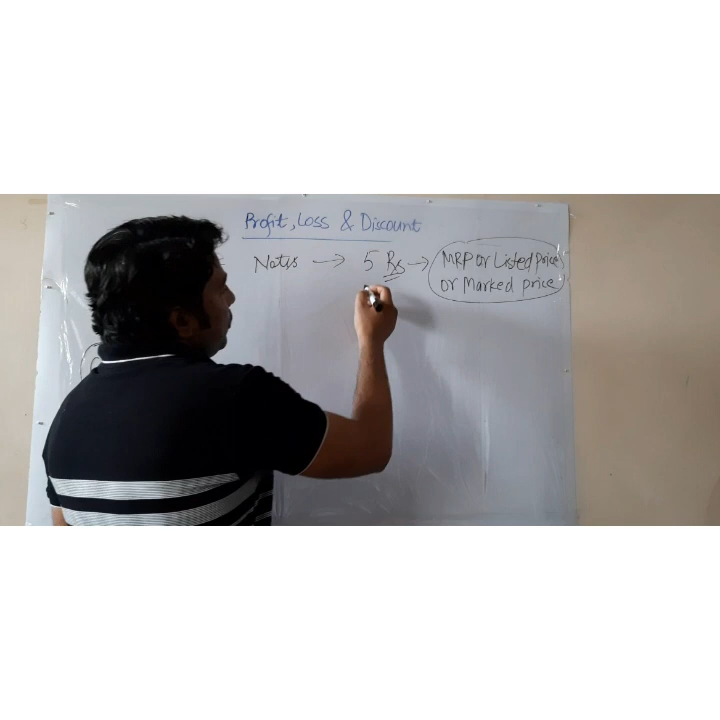 Profit, Loss & Discount
Notes → 5 Rs → MRP or Listed price
or Marked price